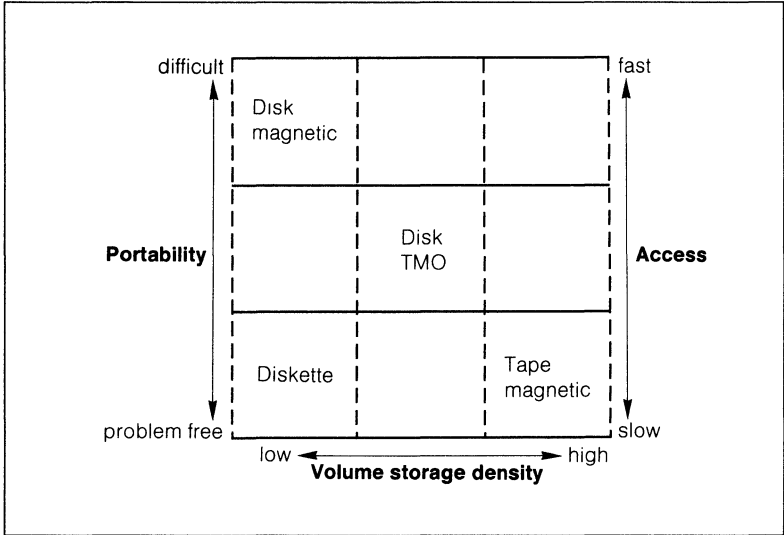 difficult
fast
Disk
magnetic
Disk
TMO
Portability
Access
Diskette
Tape
magnetic
problem free
slow
low
high
Volume storage density